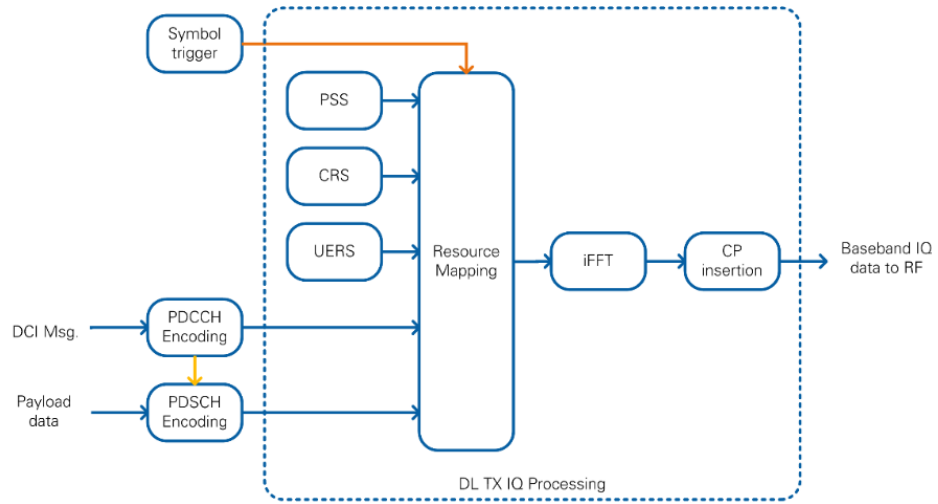 Symbol
trigger
PSS
CRS
UERS
Resource
Mapping
iFFT
CP
insertion
Baseband IQ
data to RF
DCI Msg.
PDCCH
Encoding
Payload
data
PDSCH
Encoding
DL TX IQ Processing